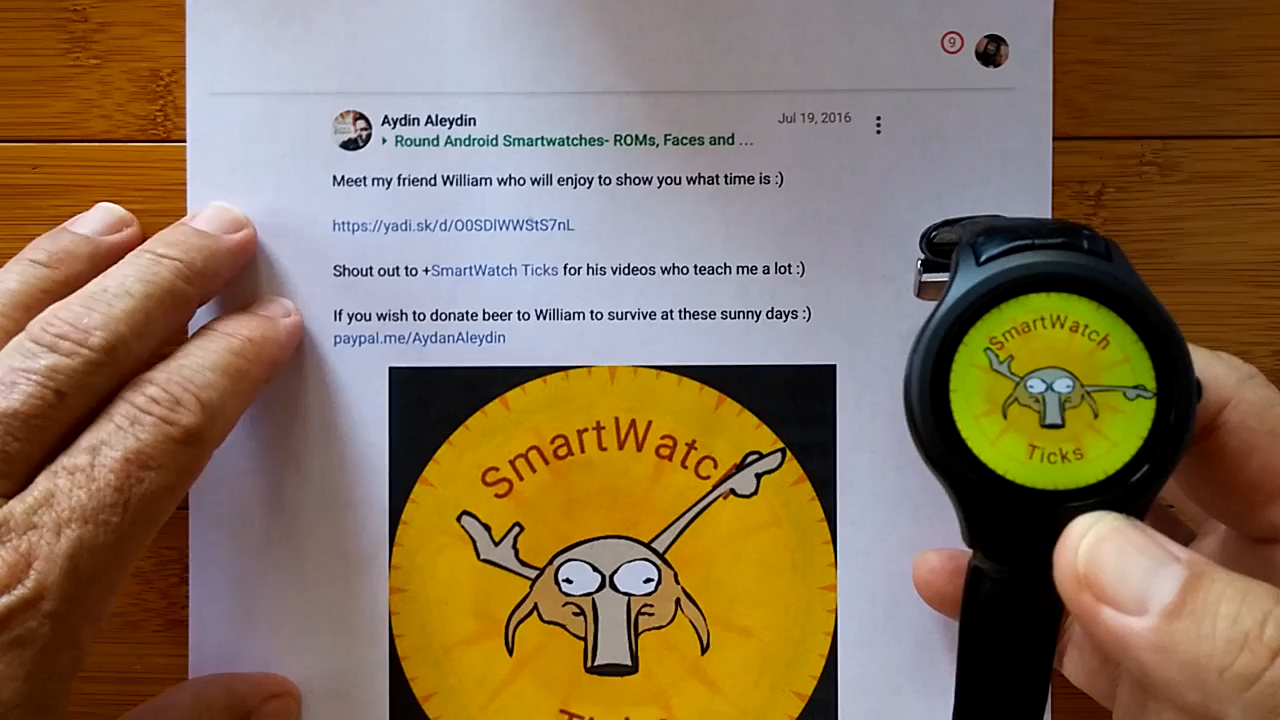 9
Aydin Aleydin
Jul 19, 2016
Round Android Smartwatches- ROMs, Faces and ...
Meet my friend William who will enjoy to show you what time is :)
https://yadi.sk/d/O0SDlWWStS7nL
Shout out to +SmartWatch Ticks for his videos who teach me a lot :)
If you wish to donate beer to William to survive at these sunny days :)
paypal.me/AydanAleydin
SmartWatc
SmartWatch
Ticks